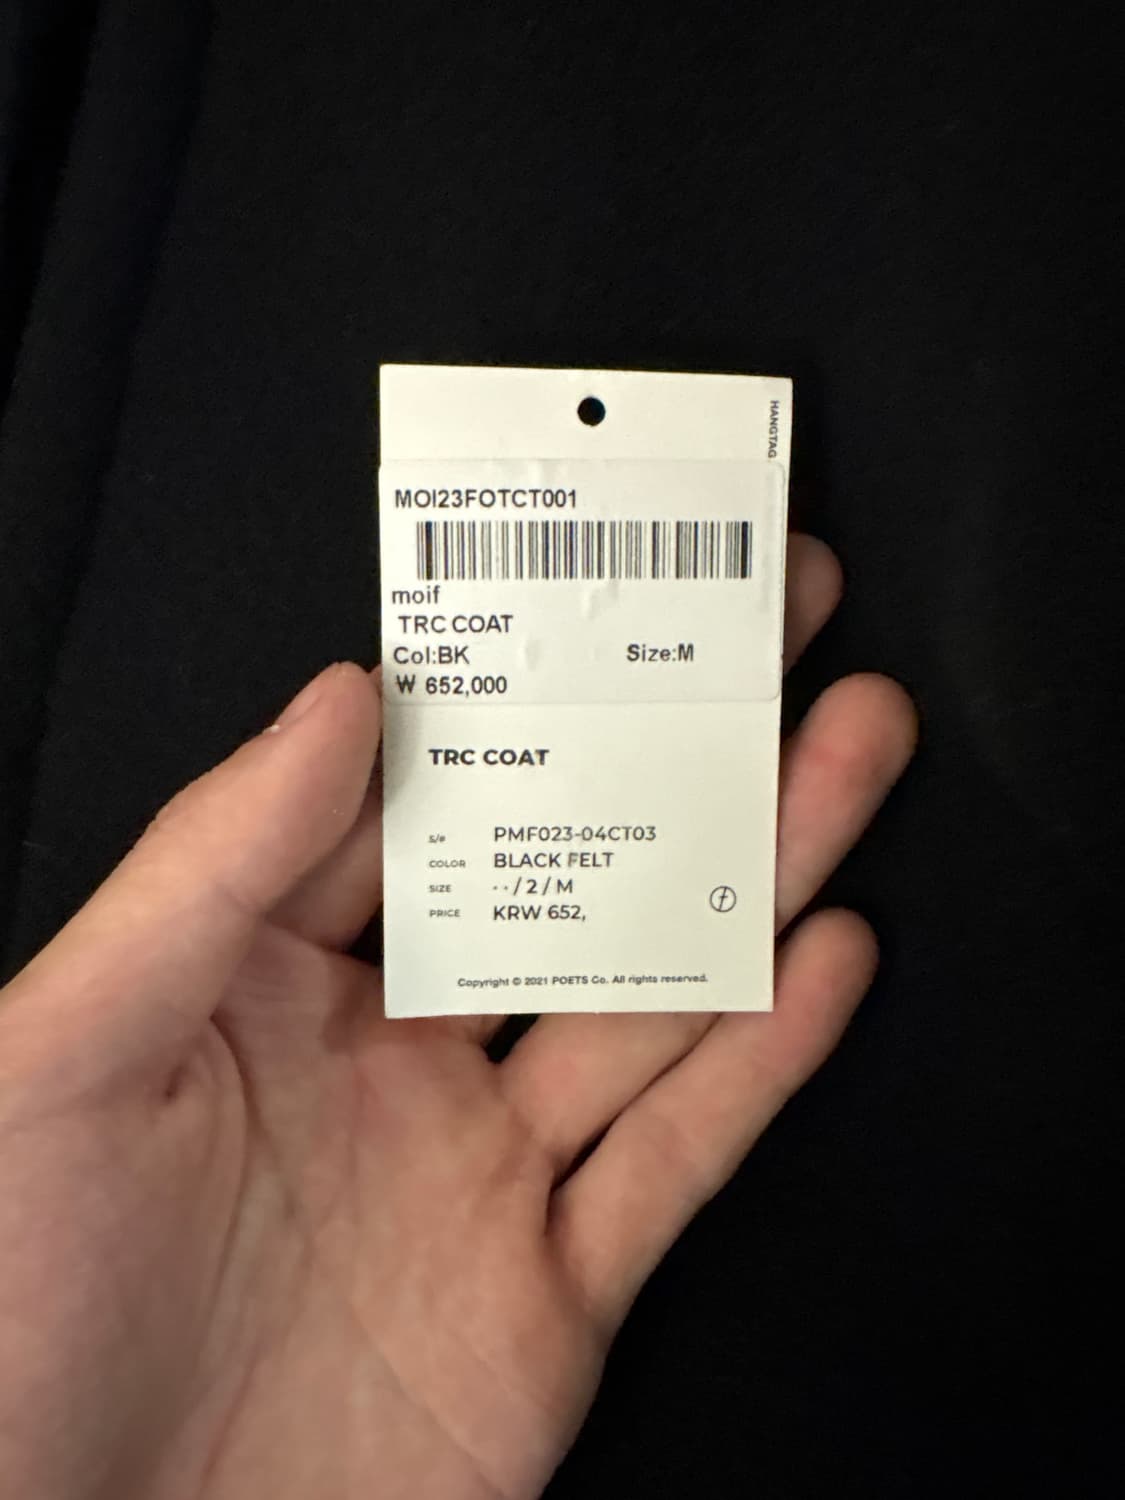 HANGTAG
MOI23FOTCT001
moif
TRC COAT
Col:BK Size:M
₩ 652,000
TRC COAT
S/# PMF023-04CT03
COLOR BLACK FELT
SIZE --/2/M
PRICE KRW 652,
Copyright © 2021 POETS Co. All rights reserved.